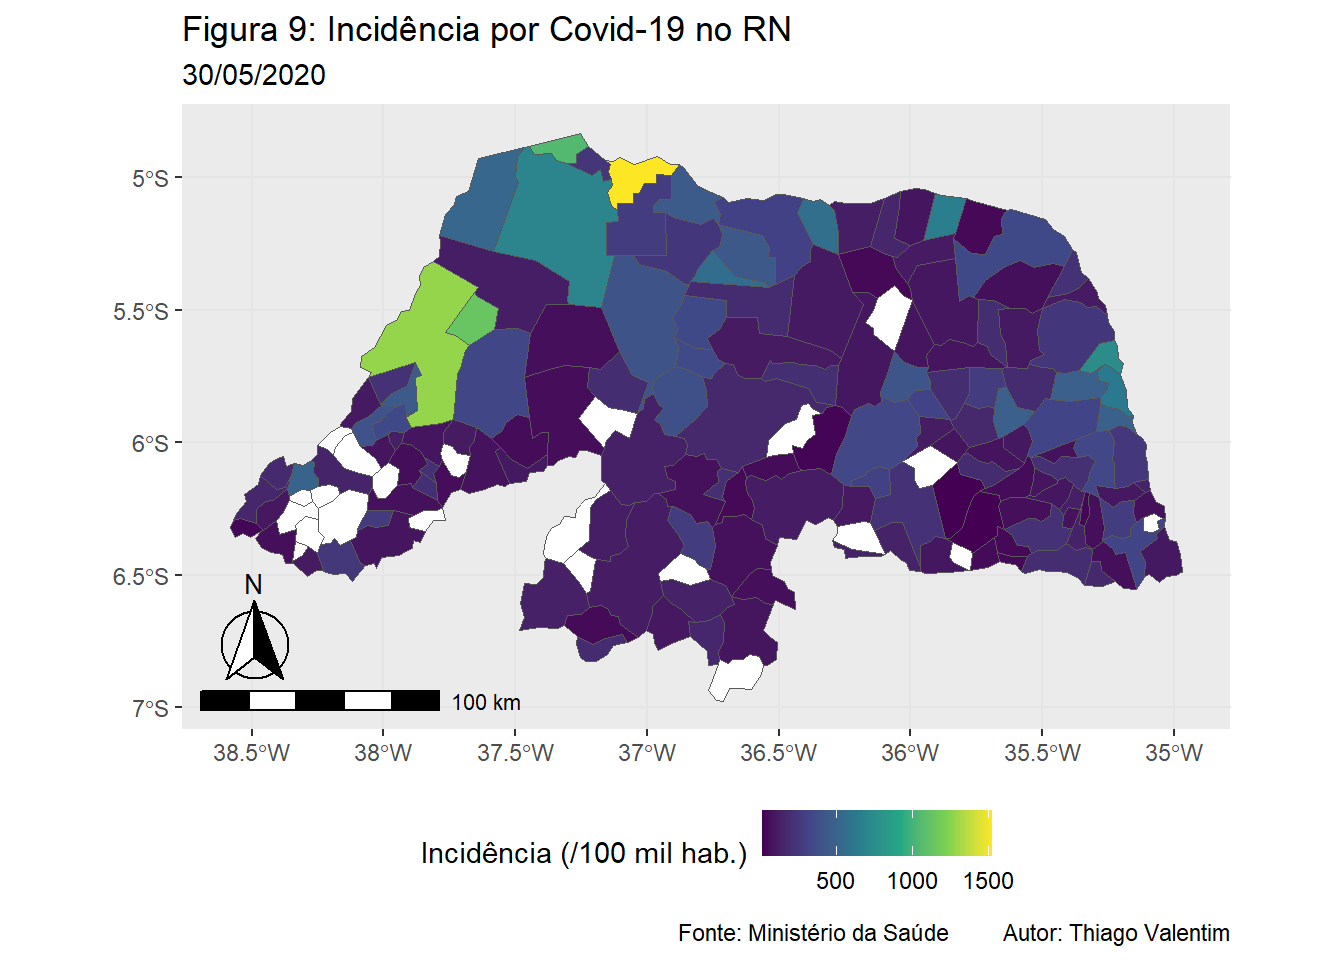 Figura 9: Incidência por Covid-19 no RN
30/05/2020
5°S
5.5°S
6°S
6.5°S
7°S
N
100 km
38.5°W 38°W 37.5°W 37°W 36.5°W 36°W 35.5°W 35°W
Incidência (/100 mil hab.)
500 1000 1500
Fonte: Ministério da Saúde Autor: Thiago Valentim